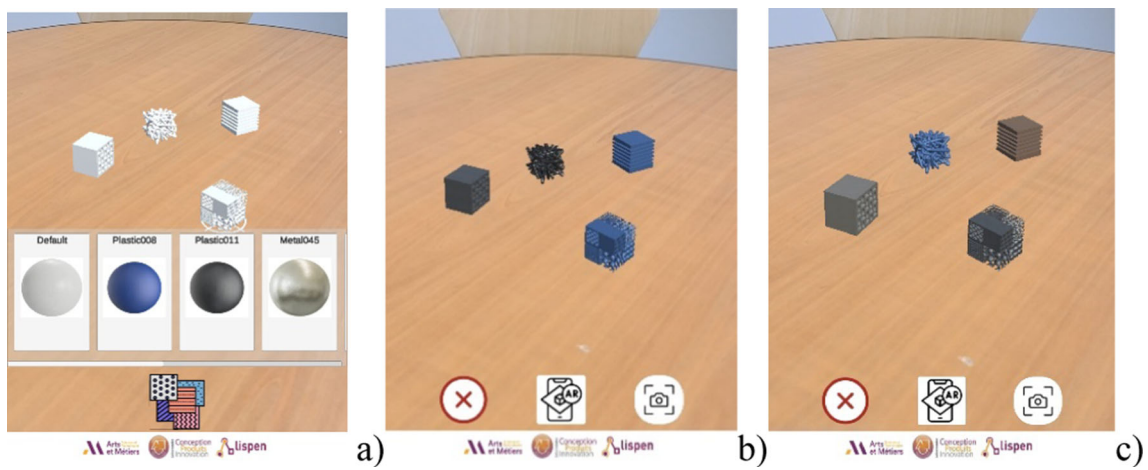 Default Plastic008 Plastic011 Metal045
AR
AR
Arts
et Métiers
Conception
Produits
Innovation
lispen
a)
Arts
et Métiers
Conception
Produits
Innovation
lispen
b)
Arts
et Métiers
Conception
Produits
Innovation
lispen
c)